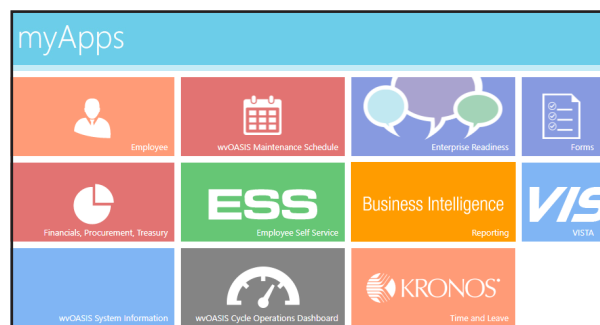 myApps
Employee
wvOASIS Maintenance Schedule
Enterprise Readiness
Forms
Financials, Procurement, Treasury
ESS
Employee Self Service
Business Intelligence
Reporting
VIS
VISTA
wvOASIS System Information
wvOASIS Cycle Operations Dashboard
KRONOS
Time and Leave